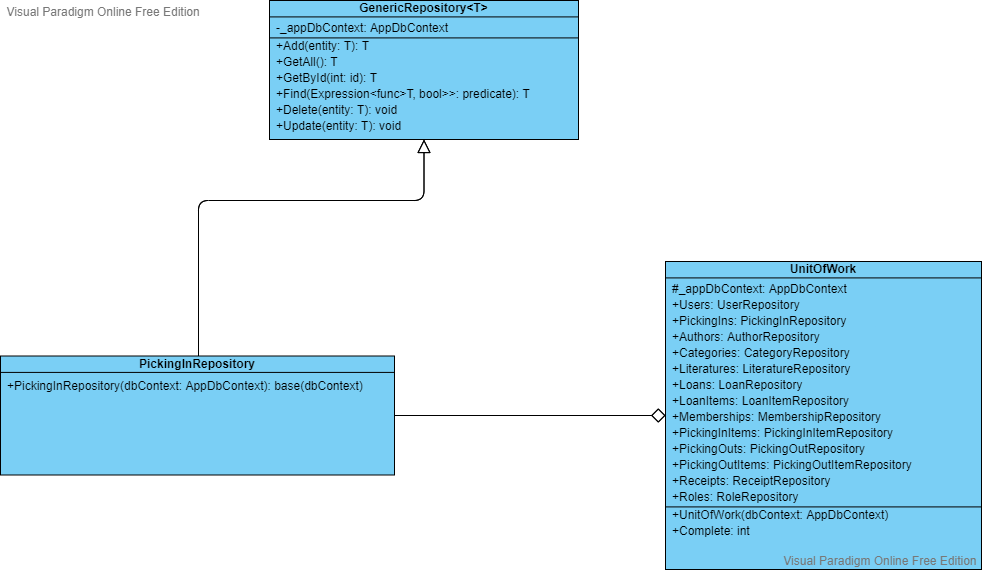 Visual Paradigm Online Free Edition
GenericRepository<T>
-_appDbContext: AppDbContext
+Add(entity: T): T
+GetAll(): T
+GetById(int: id): T
+Find(Expression<func>T, bool>>: predicate): T
+Delete(entity: T): void
+Update(entity: T): void
PickingInRepository
+PickingInRepository(dbContext: AppDbContext): base(dbContext)
UnitOfWork
#_appDbContext: AppDbContext
+Users: UserRepository
+PickingIns: PickingInRepository
+Authors: AuthorRepository
+Categories: CategoryRepository
+Literatures: LiteratureRepository
+Loans: LoanRepository
+LoanItems: LoanItemRepository
+Memberships: MembershipRepository
+PickingInItems: PickingInItemRepository
+PickingOuts: PickingOutRepository
+PickingOutItems: PickingOutItemRepository
+Receipts: ReceiptRepository
+Roles: RoleRepository
+UnitOfWork(dbContext: AppDbContext)
+Complete: int
Visual Paradigm Online Free Edition